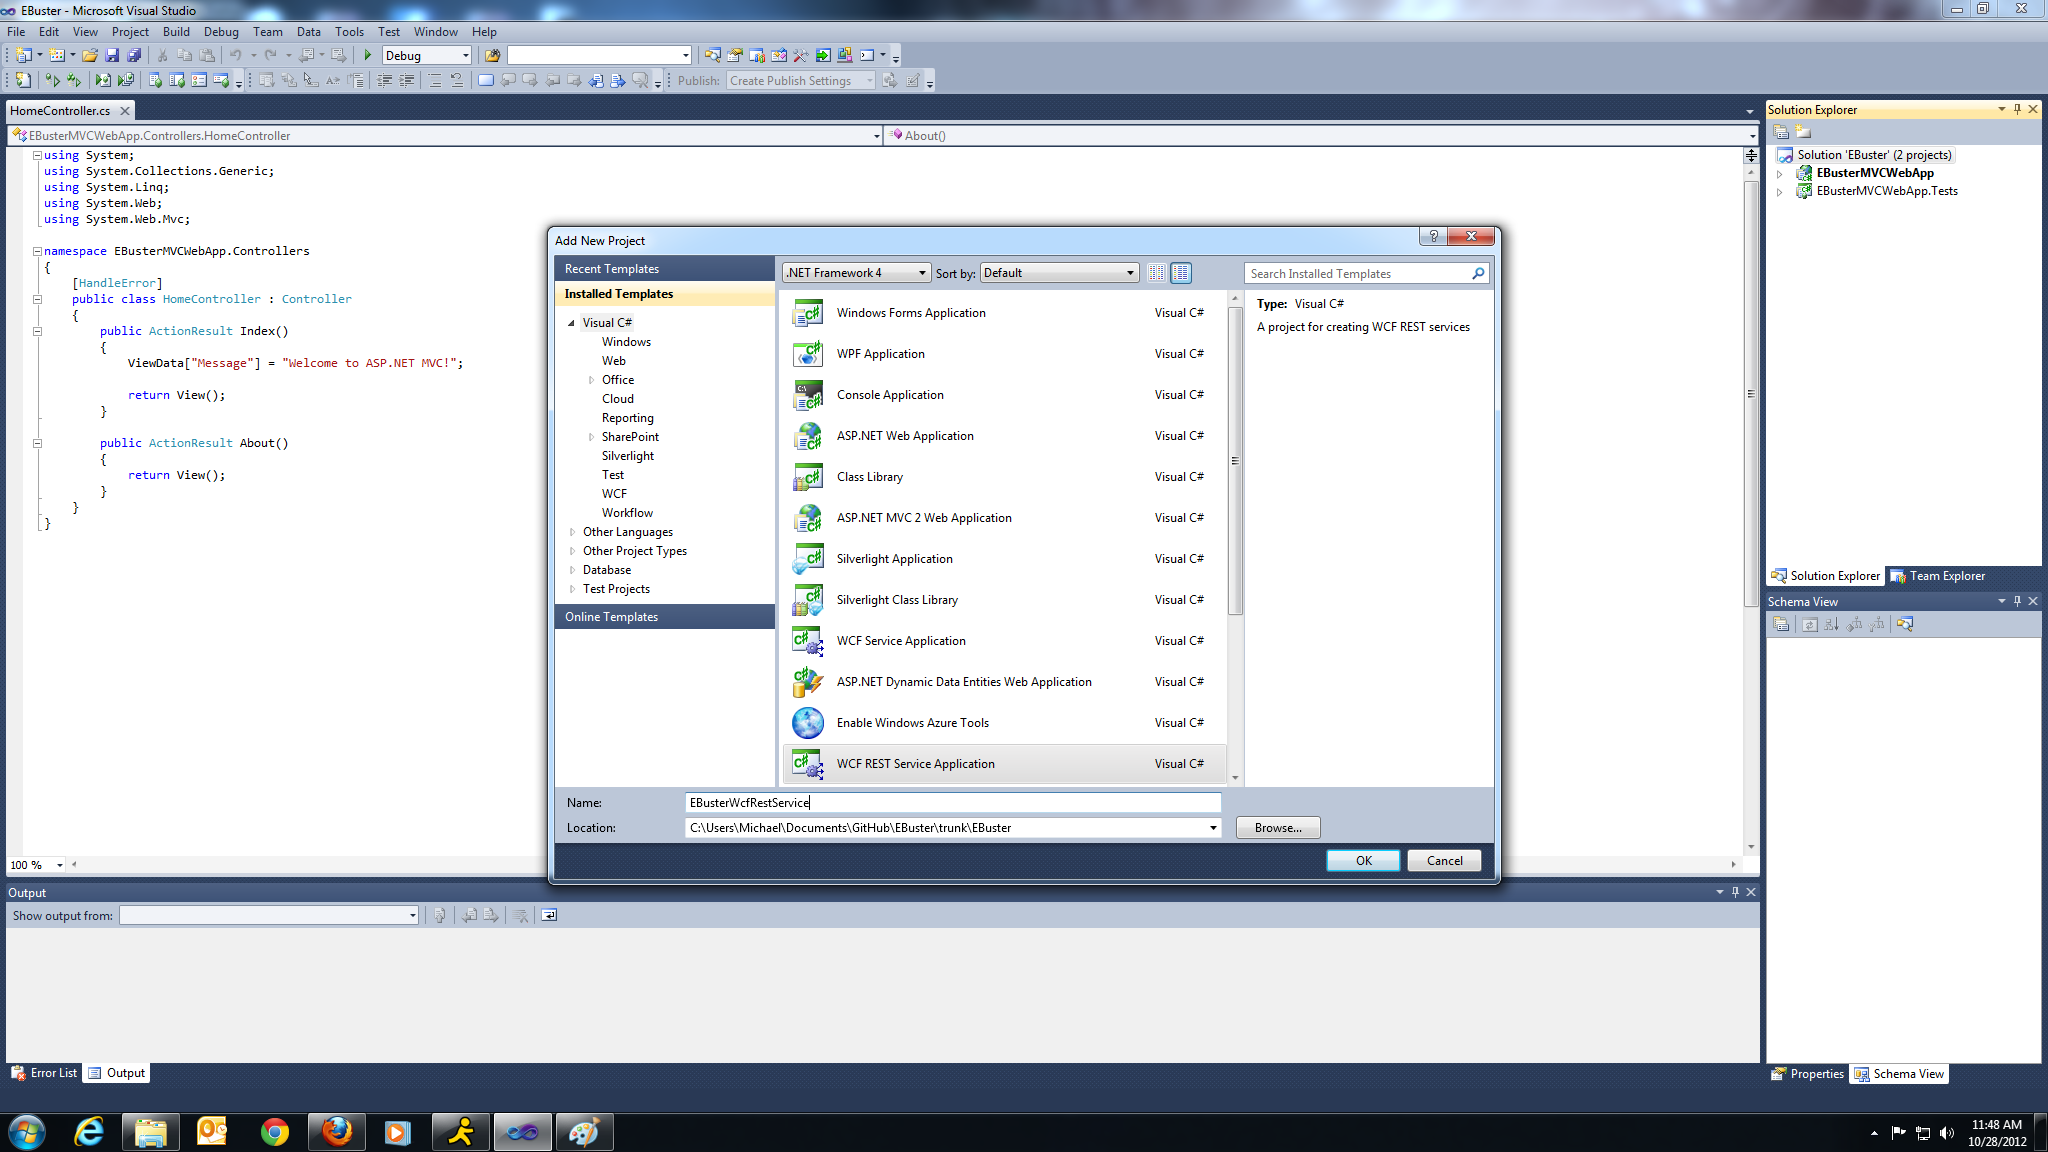 EBuster - Microsoft Visual Studio
File Edit View Project Build Debug Team Data Tools Test Window Help
Debug
Publish: Create Publish Settings
HomeController.cs
EBusterMVCWebApp.Controllers.HomeController
About()
using System;
using System.Collections.Generic;
using System.Linq;
using System.Web;
using System.Web.Mvc;
namespace EBusterMVCWebApp.Controllers
{
[HandleError]
public class HomeController : Controller
{
public ActionResult Index()
{
ViewData["Message"] = "Welcome to ASP.NET MVC!";
return View();
}
public ActionResult About()
{
return View();
}
}
}
100 %
Add New Project
Recent Templates
Installed Templates
Visual C#
Windows
Web
Office
Cloud
Reporting
SharePoint
Silverlight
Test
WCF
Workflow
Other Languages
Other Project Types
Database
Test Projects
Online Templates
.NET Framework 4 Sort by: Default
Search Installed Templates
Windows Forms Application Visual C#
WPF Application Visual C#
Console Application Visual C#
ASP.NET Web Application Visual C#
Class Library Visual C#
ASP.NET MVC 2 Web Application Visual C#
Silverlight Application Visual C#
Silverlight Class Library Visual C#
WCF Service Application Visual C#
ASP.NET Dynamic Data Entities Web Application Visual C#
Enable Windows Azure Tools Visual C#
WCF REST Service Application Visual C#
Type: Visual C#
A project for creating WCF REST services
Name: EBusterWcfRestService
Location: C:\Users\Michael\Documents\GitHub\EBuster\trunk\EBuster
Browse...
OK Cancel
Solution Explorer
Solution 'EBuster' (2 projects)
EBusterMVCWebApp
EBusterMVCWebApp.Tests
Solution Explorer Team Explorer
Schema View
Output
Show output from:
Error List Output
Properties Schema View
11:48 AM
10/28/2012